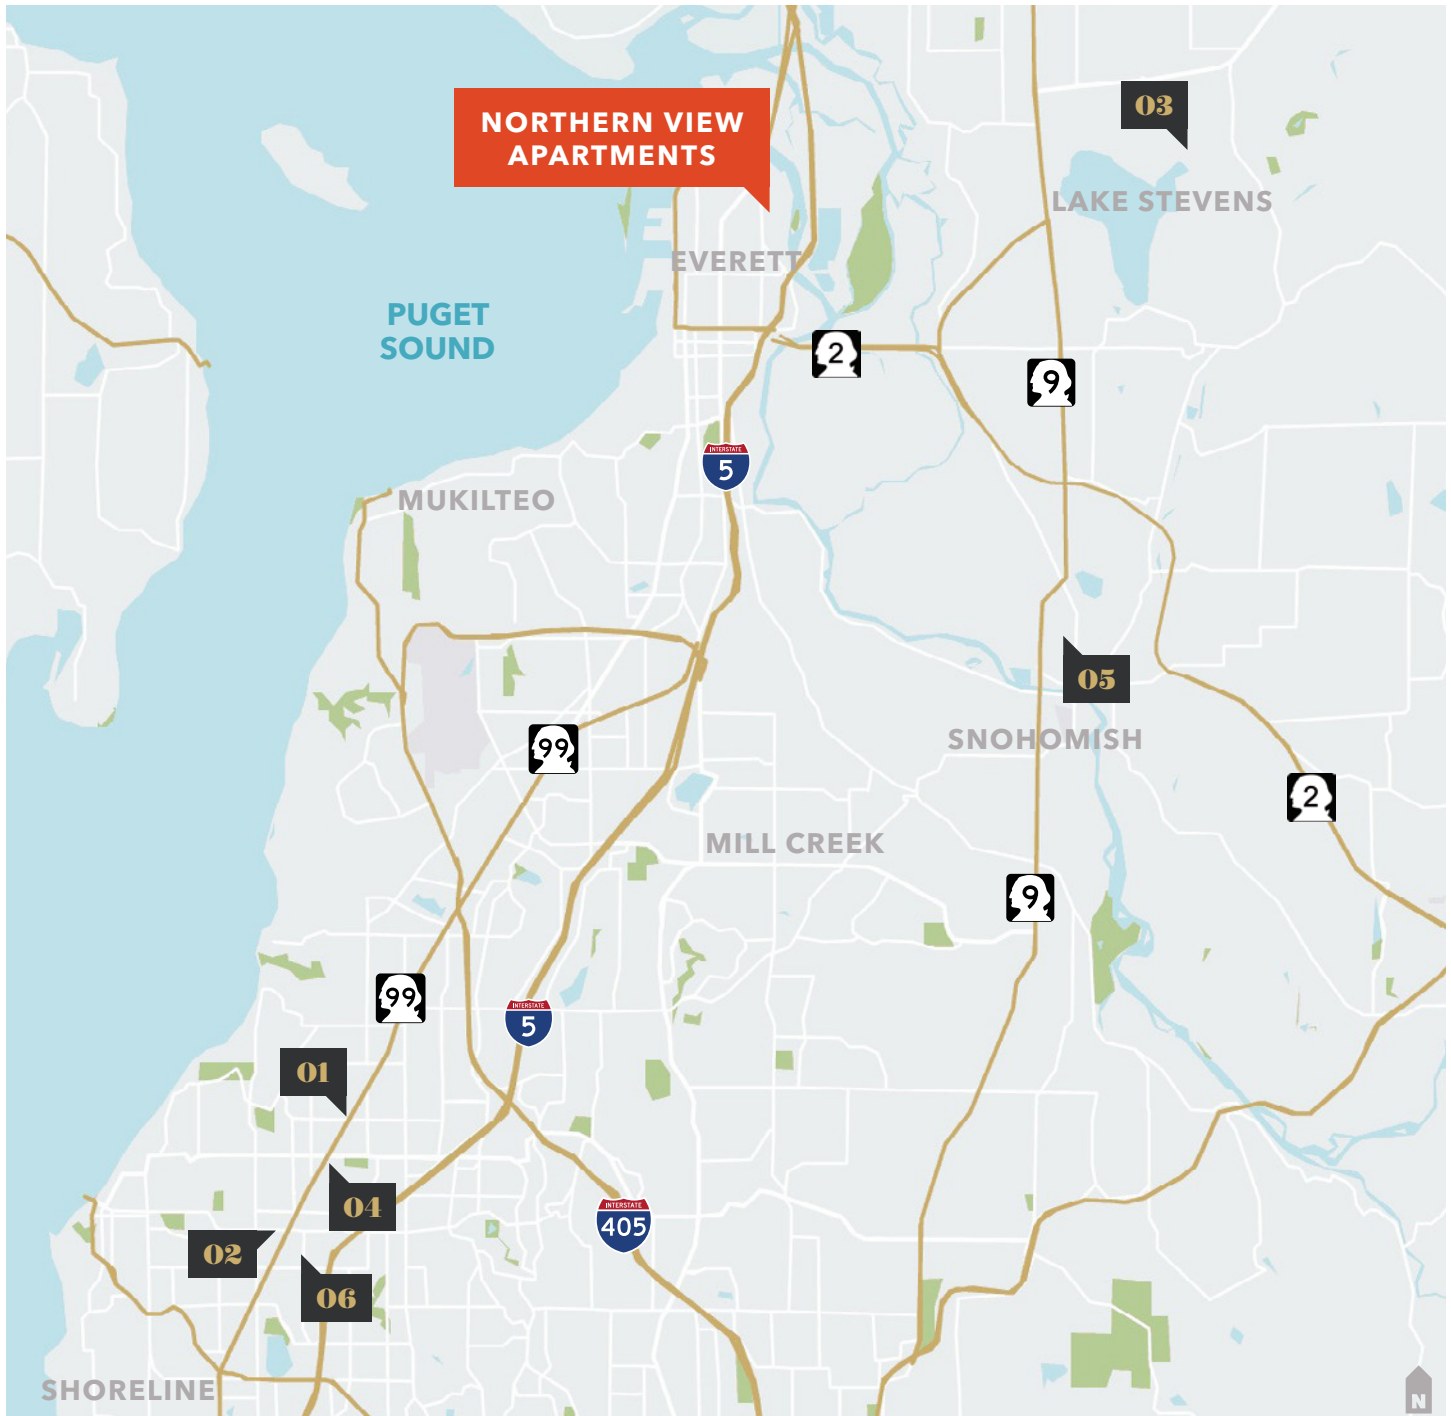 03
NORTHERN VIEW
APARTMENTS
LAKE STEVENS
EVERETT
PUGET
SOUND
2
9
INTERSTATE
5
MUKILTEO
05
99
SNOHOMISH
2
MILL CREEK
9
99
INTERSTATE
5
01
04
INTERSTATE
405
02
06
SHORELINE
N